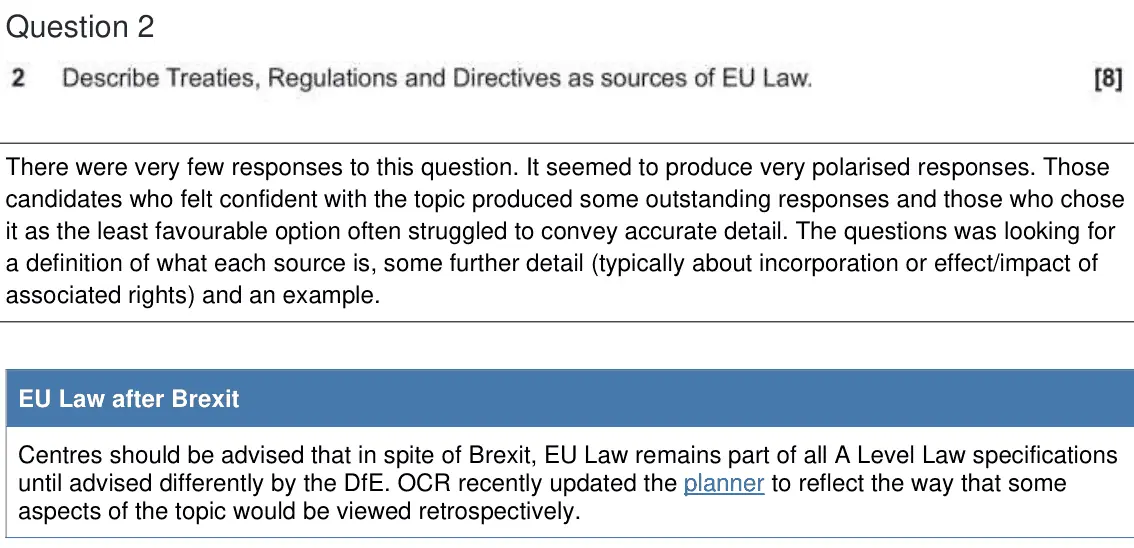 Question 2
2 Describe Treaties, Regulations and Directives as sources of EU Law. [8]
There were very few responses to this question. It seemed to produce very polarised responses. Those
candidates who felt confident with the topic produced some outstanding responses and those who chose
it as the least favourable option often struggled to convey accurate detail. The questions was looking for
a definition of what each source is, some further detail (typically about incorporation or effect/impact of
associated rights) and an example.
EU Law after Brexit
Centres should be advised that in spite of Brexit, EU Law remains part of all A Level Law specifications
until advised differently by the DfE. OCR recently updated the planner to reflect the way that some
aspects of the topic would be viewed retrospectively.